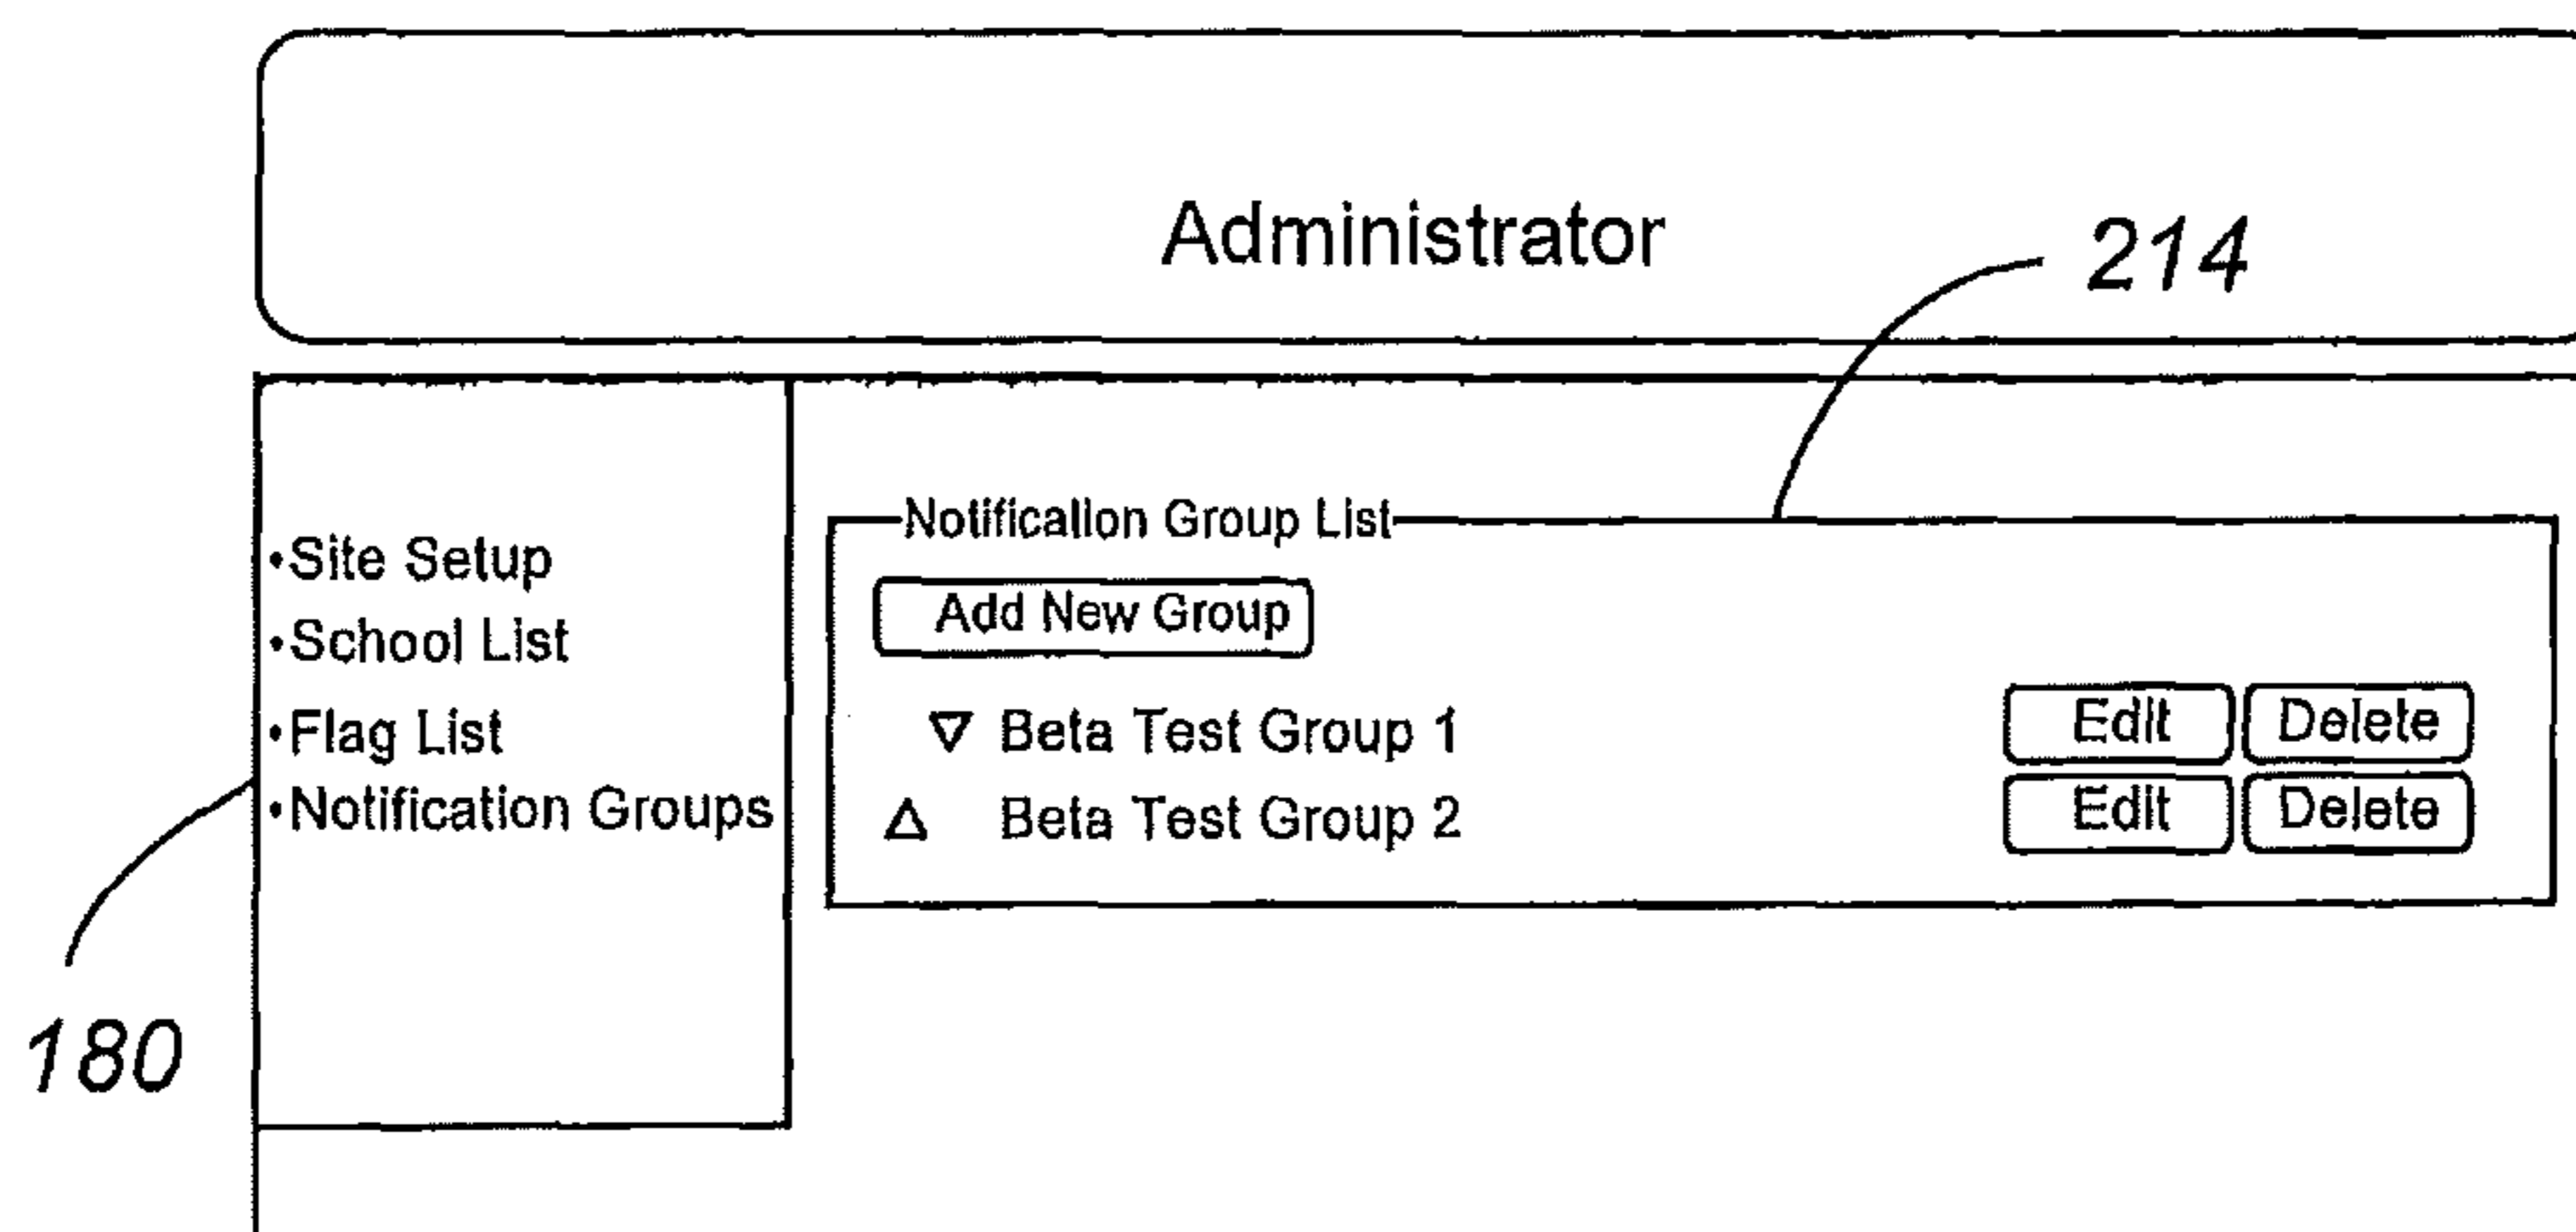 Administrator
214
Notification Group List
•Site Setup
Add New Group
•School List
▽ Beta Test Group 1 Edit Delete
•Flag List
△ Beta Test Group 2 Edit Delete
•Notification Groups
180